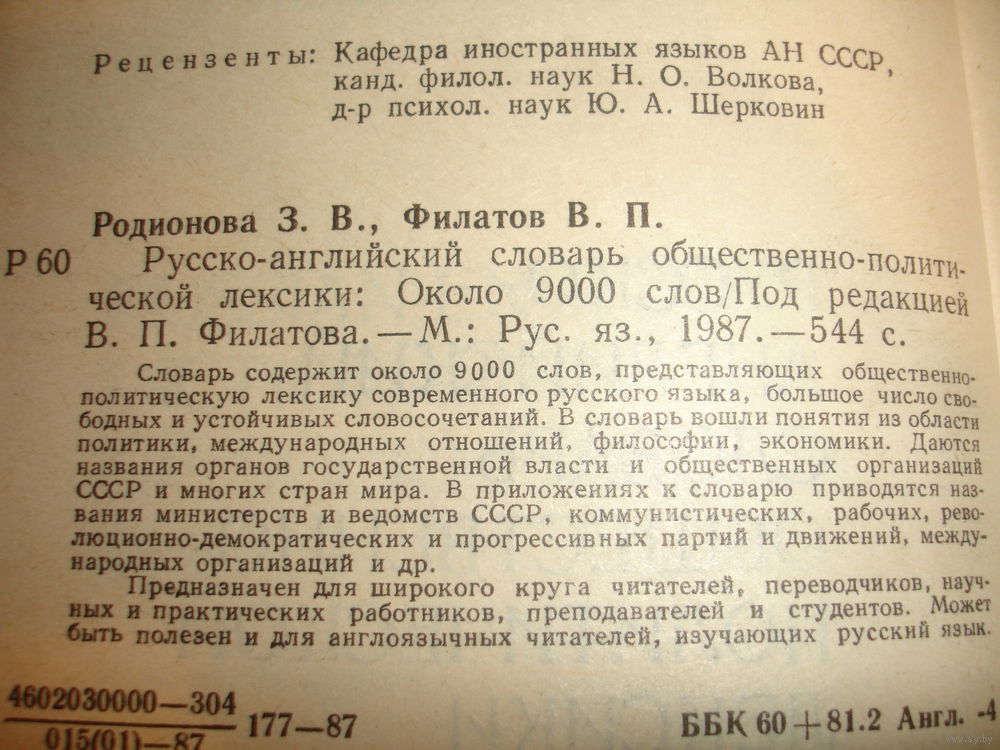 Рецензенты: Кафедра иностранных языков АН СССР,
канд. филол. наук Н. О. Волкова,
д-р психол. наук Ю. А. Шерковин
Родионова З. В., Филатов В. П.
Р 60 Русско-английский словарь общественно-полити-
ческой лексики: Около 9000 слов/Под редакцией
В. П. Филатова. — М.: Рус. яз., 1987. — 544 с.
Словарь содержит около 9000 слов, представляющих общественно-
политическую лексику современного русского языка, большое число сво-
бодных и устойчивых словосочетаний. В словарь вошли понятия из области
политики, международных отношений, философии, экономики. Даются
названия органов государственной власти и общественных организаций
СССР и многих стран мира. В приложениях к словарю приводятся наз-
вания министерств и ведомств СССР, коммунистических, рабочих, рево-
люционно-демократических и прогрессивных партий и движений, между-
народных организаций и др.
Предназначен для широкого круга читателей, переводчиков, науч-
ных и практических работников, преподавателей и студентов. Может
быть полезен и для англоязычных читателей, изучающих русский язык.
4602030000—304
015(01)—87
177—87
ББК 60+81.2 Англ. -4
www.ay.by